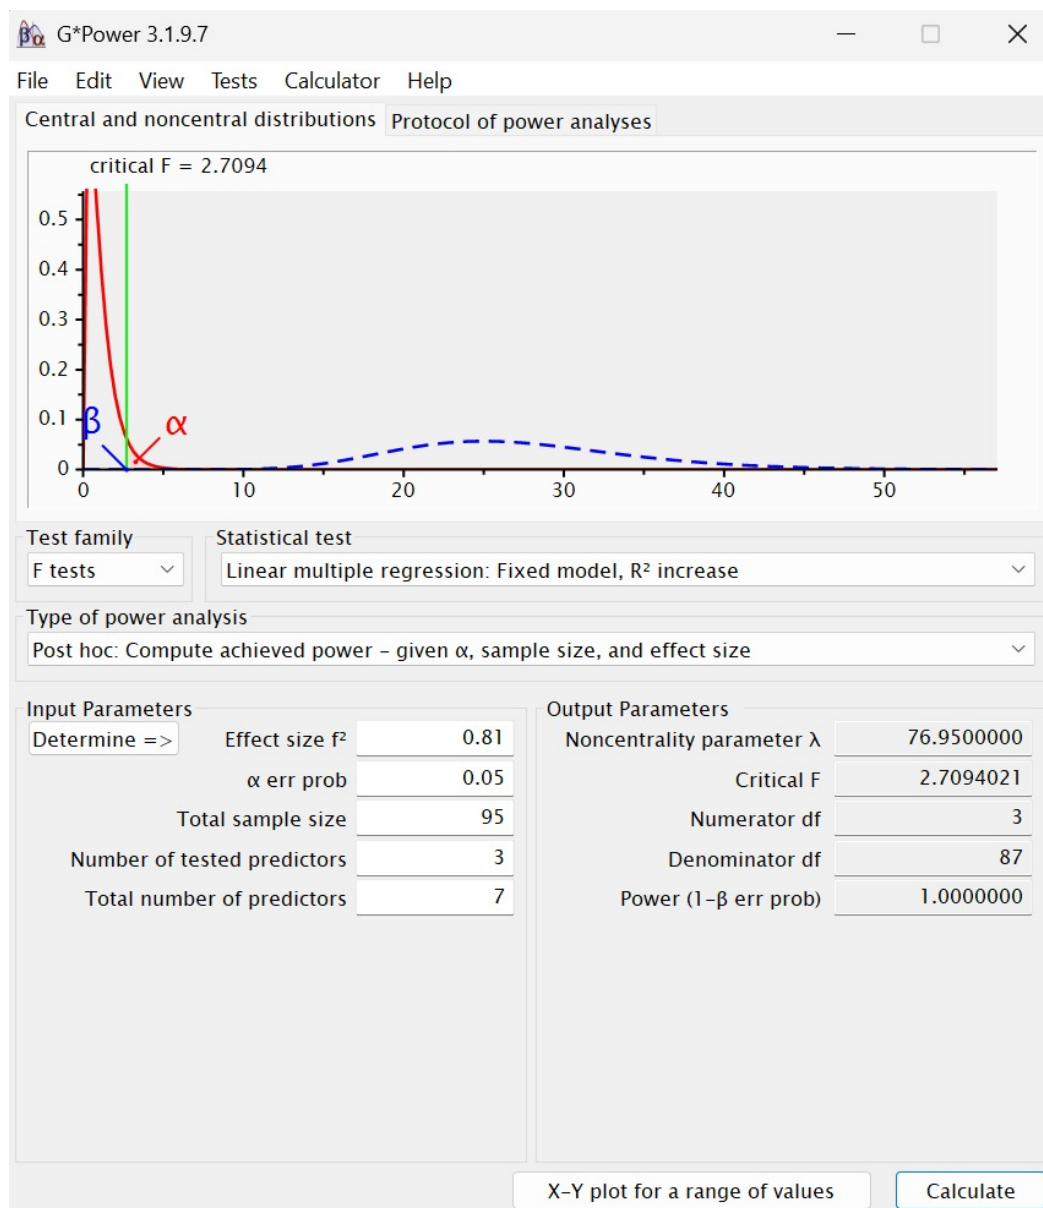 G*Power 3.1.9.7
File Edit View Tests Calculator Help
Central and noncentral distributions Protocol of power analyses
critical F = 2.7094
0.5
0.4
0.3
0.2
0.1
0
β α
0 10 20 30 40 50
Test family Statistical test
F tests Linear multiple regression: Fixed model, R² increase
Type of power analysis
Post hoc: Compute achieved power – given α, sample size, and effect size
Input Parameters Output Parameters
Determine => Effect size f² 0.81 Noncentrality parameter λ 76.9500000
α err prob 0.05 Critical F 2.7094021
Total sample size 95 Numerator df 3
Number of tested predictors 3 Denominator df 87
Total number of predictors 7 Power (1–β err prob) 1.0000000
X–Y plot for a range of values Calculate